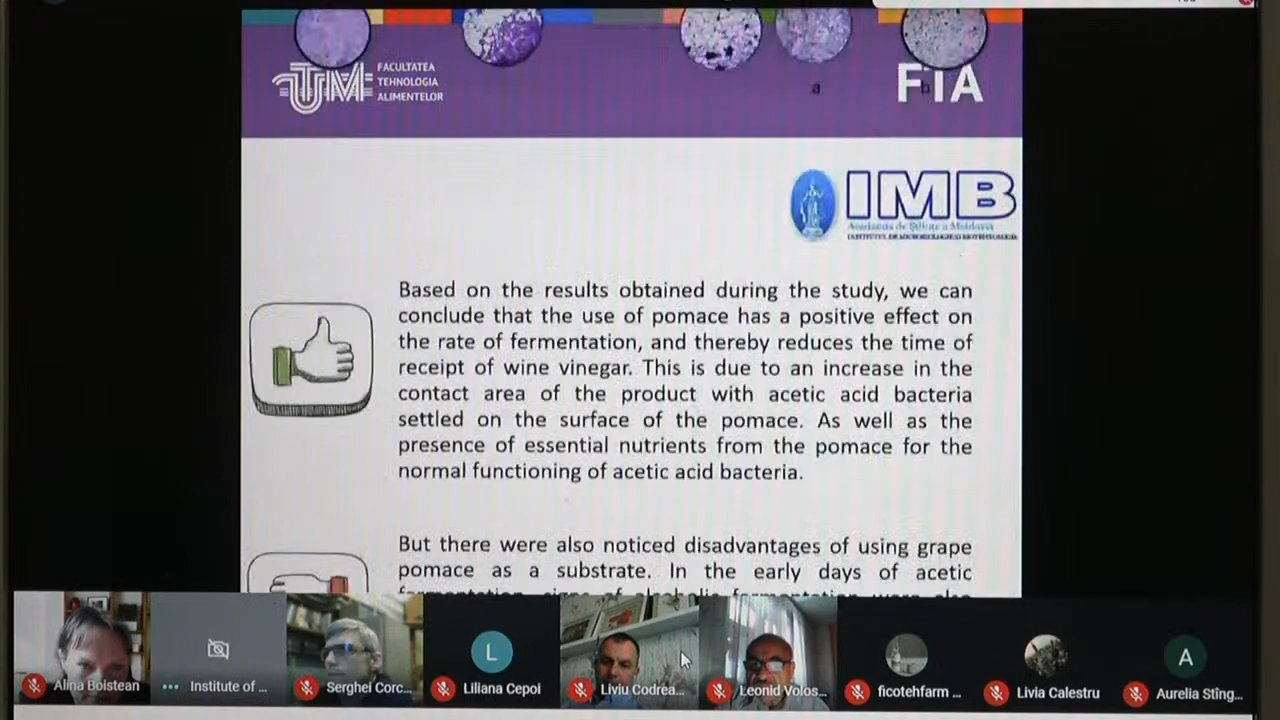 FACULTATEA
TEHNOLOGIA
ALIMENTELOR
UTM
FTA
a
b
IMB
Academia de Științe a Moldovei
Based on the results obtained during the study, we can
conclude that the use of pomace has a positive effect on
the rate of fermentation, and thereby reduces the time of
receipt of wine vinegar. This is due to an increase in the
contact area of the product with acetic acid bacteria
settled on the surface of the pomace. As well as the
presence of essential nutrients from the pomace for the
normal functioning of acetic acid bacteria.
But there were also noticed disadvantages of using grape
pomace as a substrate. In the early days of acetic
Alina Boistean
Institute of ...
Serghei Corc...
L
Liliana Cepoi
Liviu Codrea...
Leonid Volos...
ficotehfarm ...
Livia Calestru
A
Aurelia Stîng...